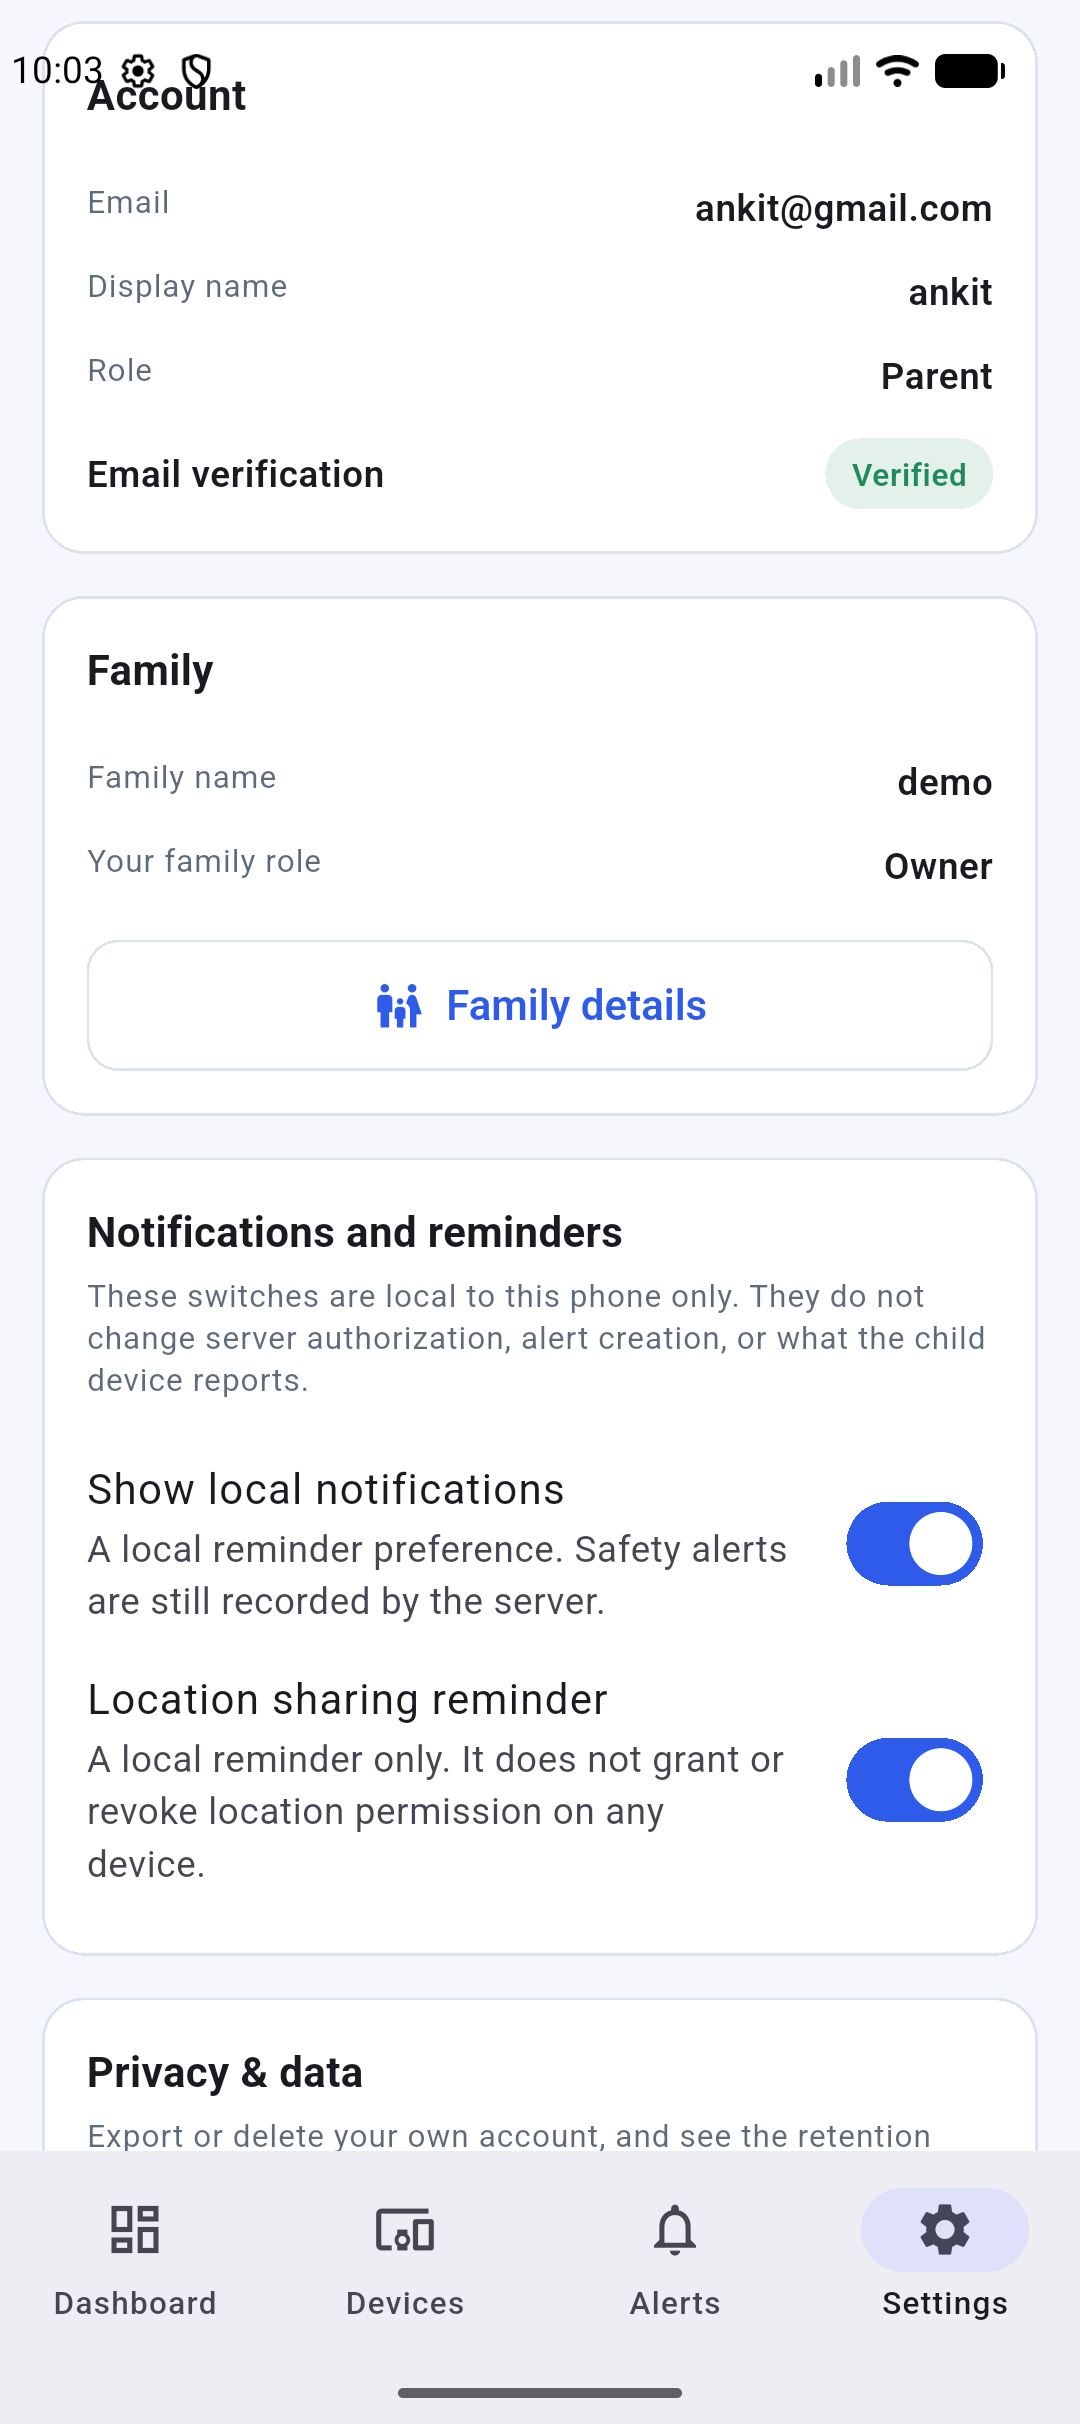 10:03
Account
Email
ankit@gmail.com
Display name
ankit
Role
Parent
Email verification
Verified
Family
Family name
demo
Your family role
Owner
Family details
Notifications and reminders
These switches are local to this phone only. They do not
change server authorization, alert creation, or what the child
device reports.
Show local notifications
A local reminder preference. Safety alerts
are still recorded by the server.
Location sharing reminder
A local reminder only. It does not grant or
revoke location permission on any
device.
Privacy & data
Export or delete your own account, and see the retention
Dashboard
Devices
Alerts
Settings